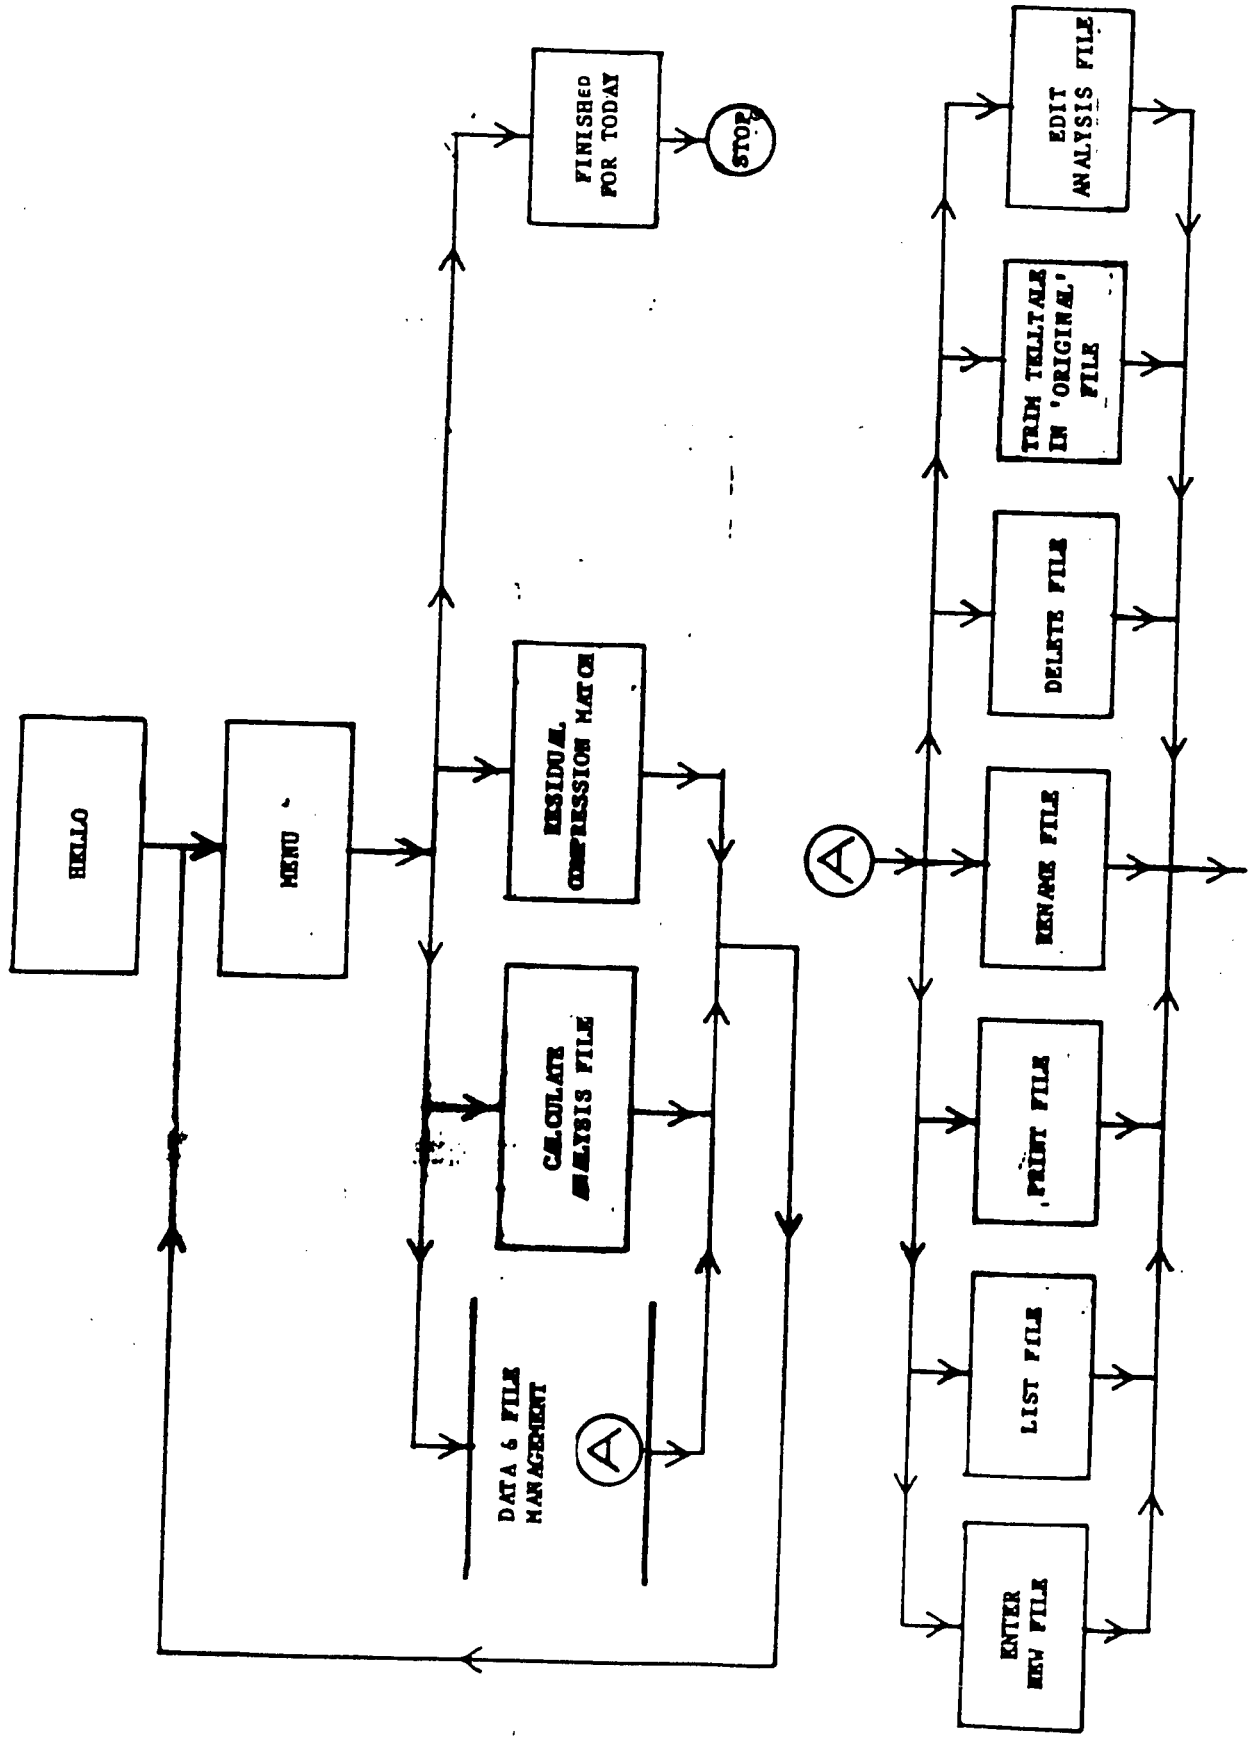 HELLO
MENU
DATA & FILE
MANAGEMENT
A
CALCULATE
ANALYSIS FILE
RESIDUAL
COMPRESSION MATCH
FINISHED
FOR TODAY
STOP
A
ENTER
NEW FILE
LIST FILE
PRINT FILE
RENAME FILE
DELETE FILE
TRIM TELLTALE
IN 'ORIGINAL'
FILE
EDIT
ANALYSIS FILE